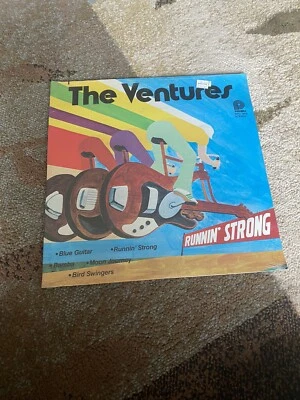 The Ventures
RUNNIN' STRONG
• Blue Guitar • Runnin' Strong
• Moon Journey
• Bird Swingers